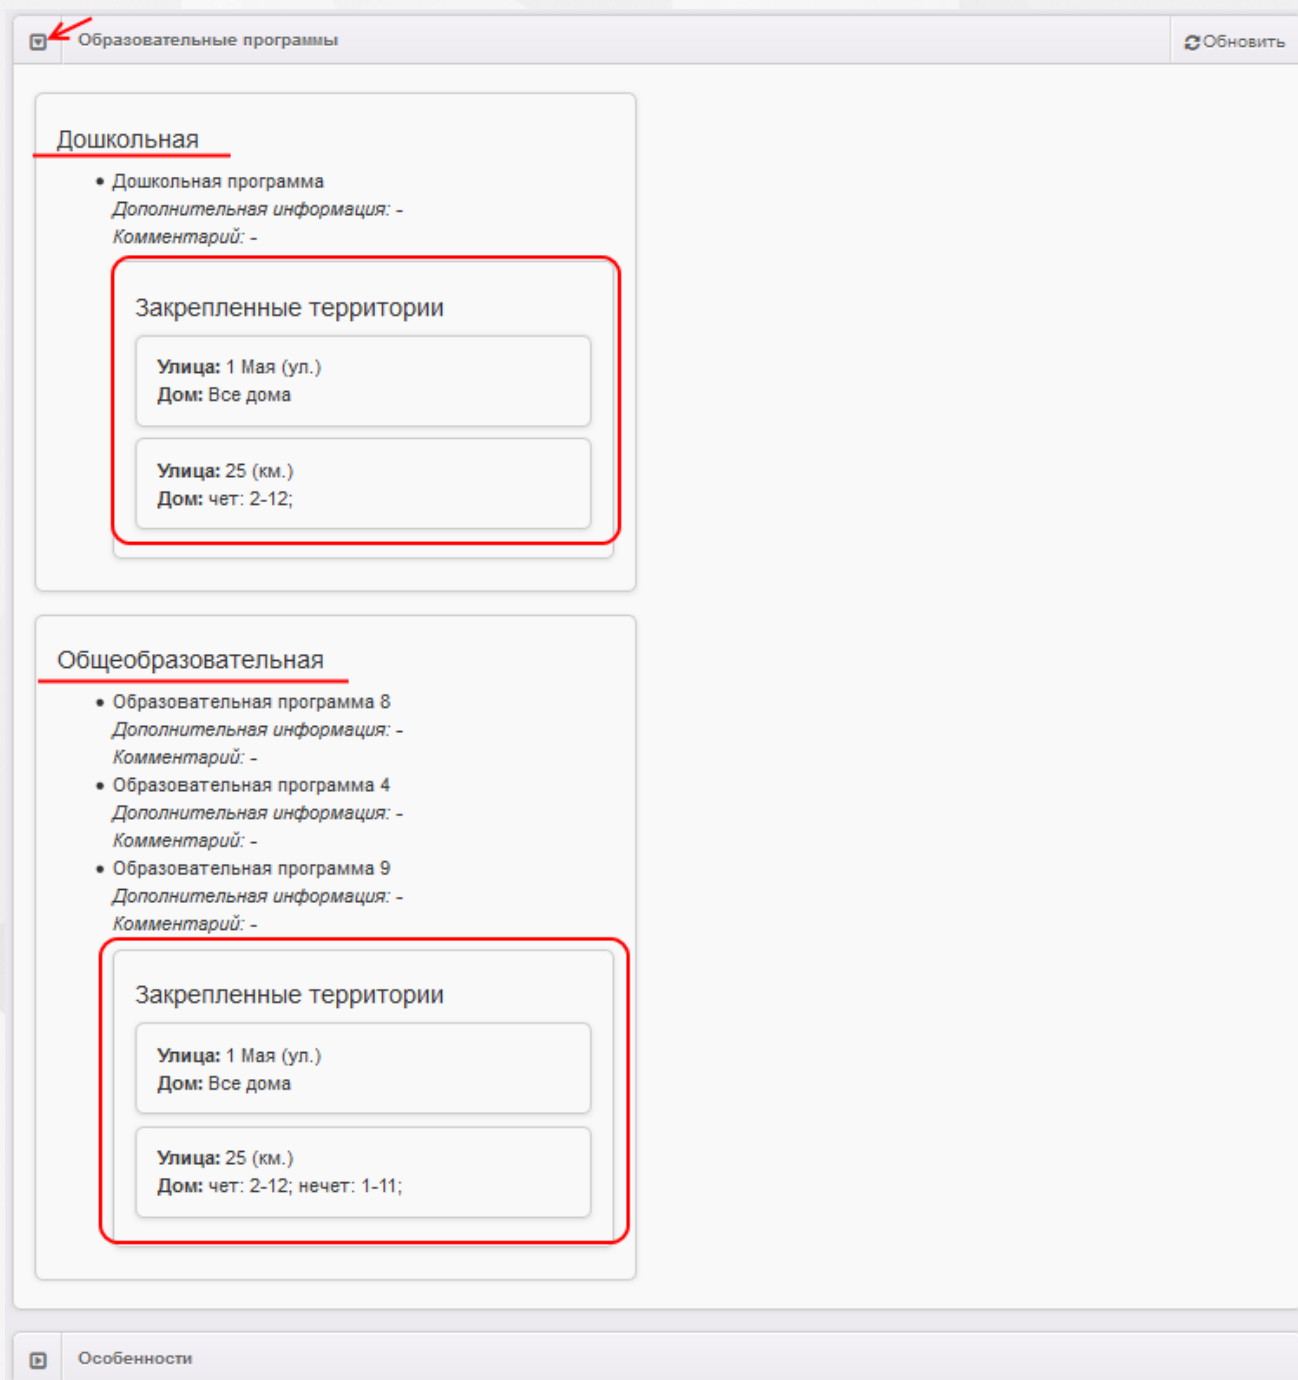 Образовательные программы
Обновить
Дошкольная
• Дошкольная программа
Дополнительная информация: -
Комментарий: -
Закрепленные территории
Улица: 1 Мая (ул.)
Дом: Все дома
Улица: 25 (км.)
Дом: чет: 2-12;
Общеобразовательная
• Образовательная программа 8
Дополнительная информация: -
Комментарий: -
• Образовательная программа 4
Дополнительная информация: -
Комментарий: -
• Образовательная программа 9
Дополнительная информация: -
Комментарий: -
Закрепленные территории
Улица: 1 Мая (ул.)
Дом: Все дома
Улица: 25 (км.)
Дом: чет: 2-12; нечет: 1-11;
Особенности